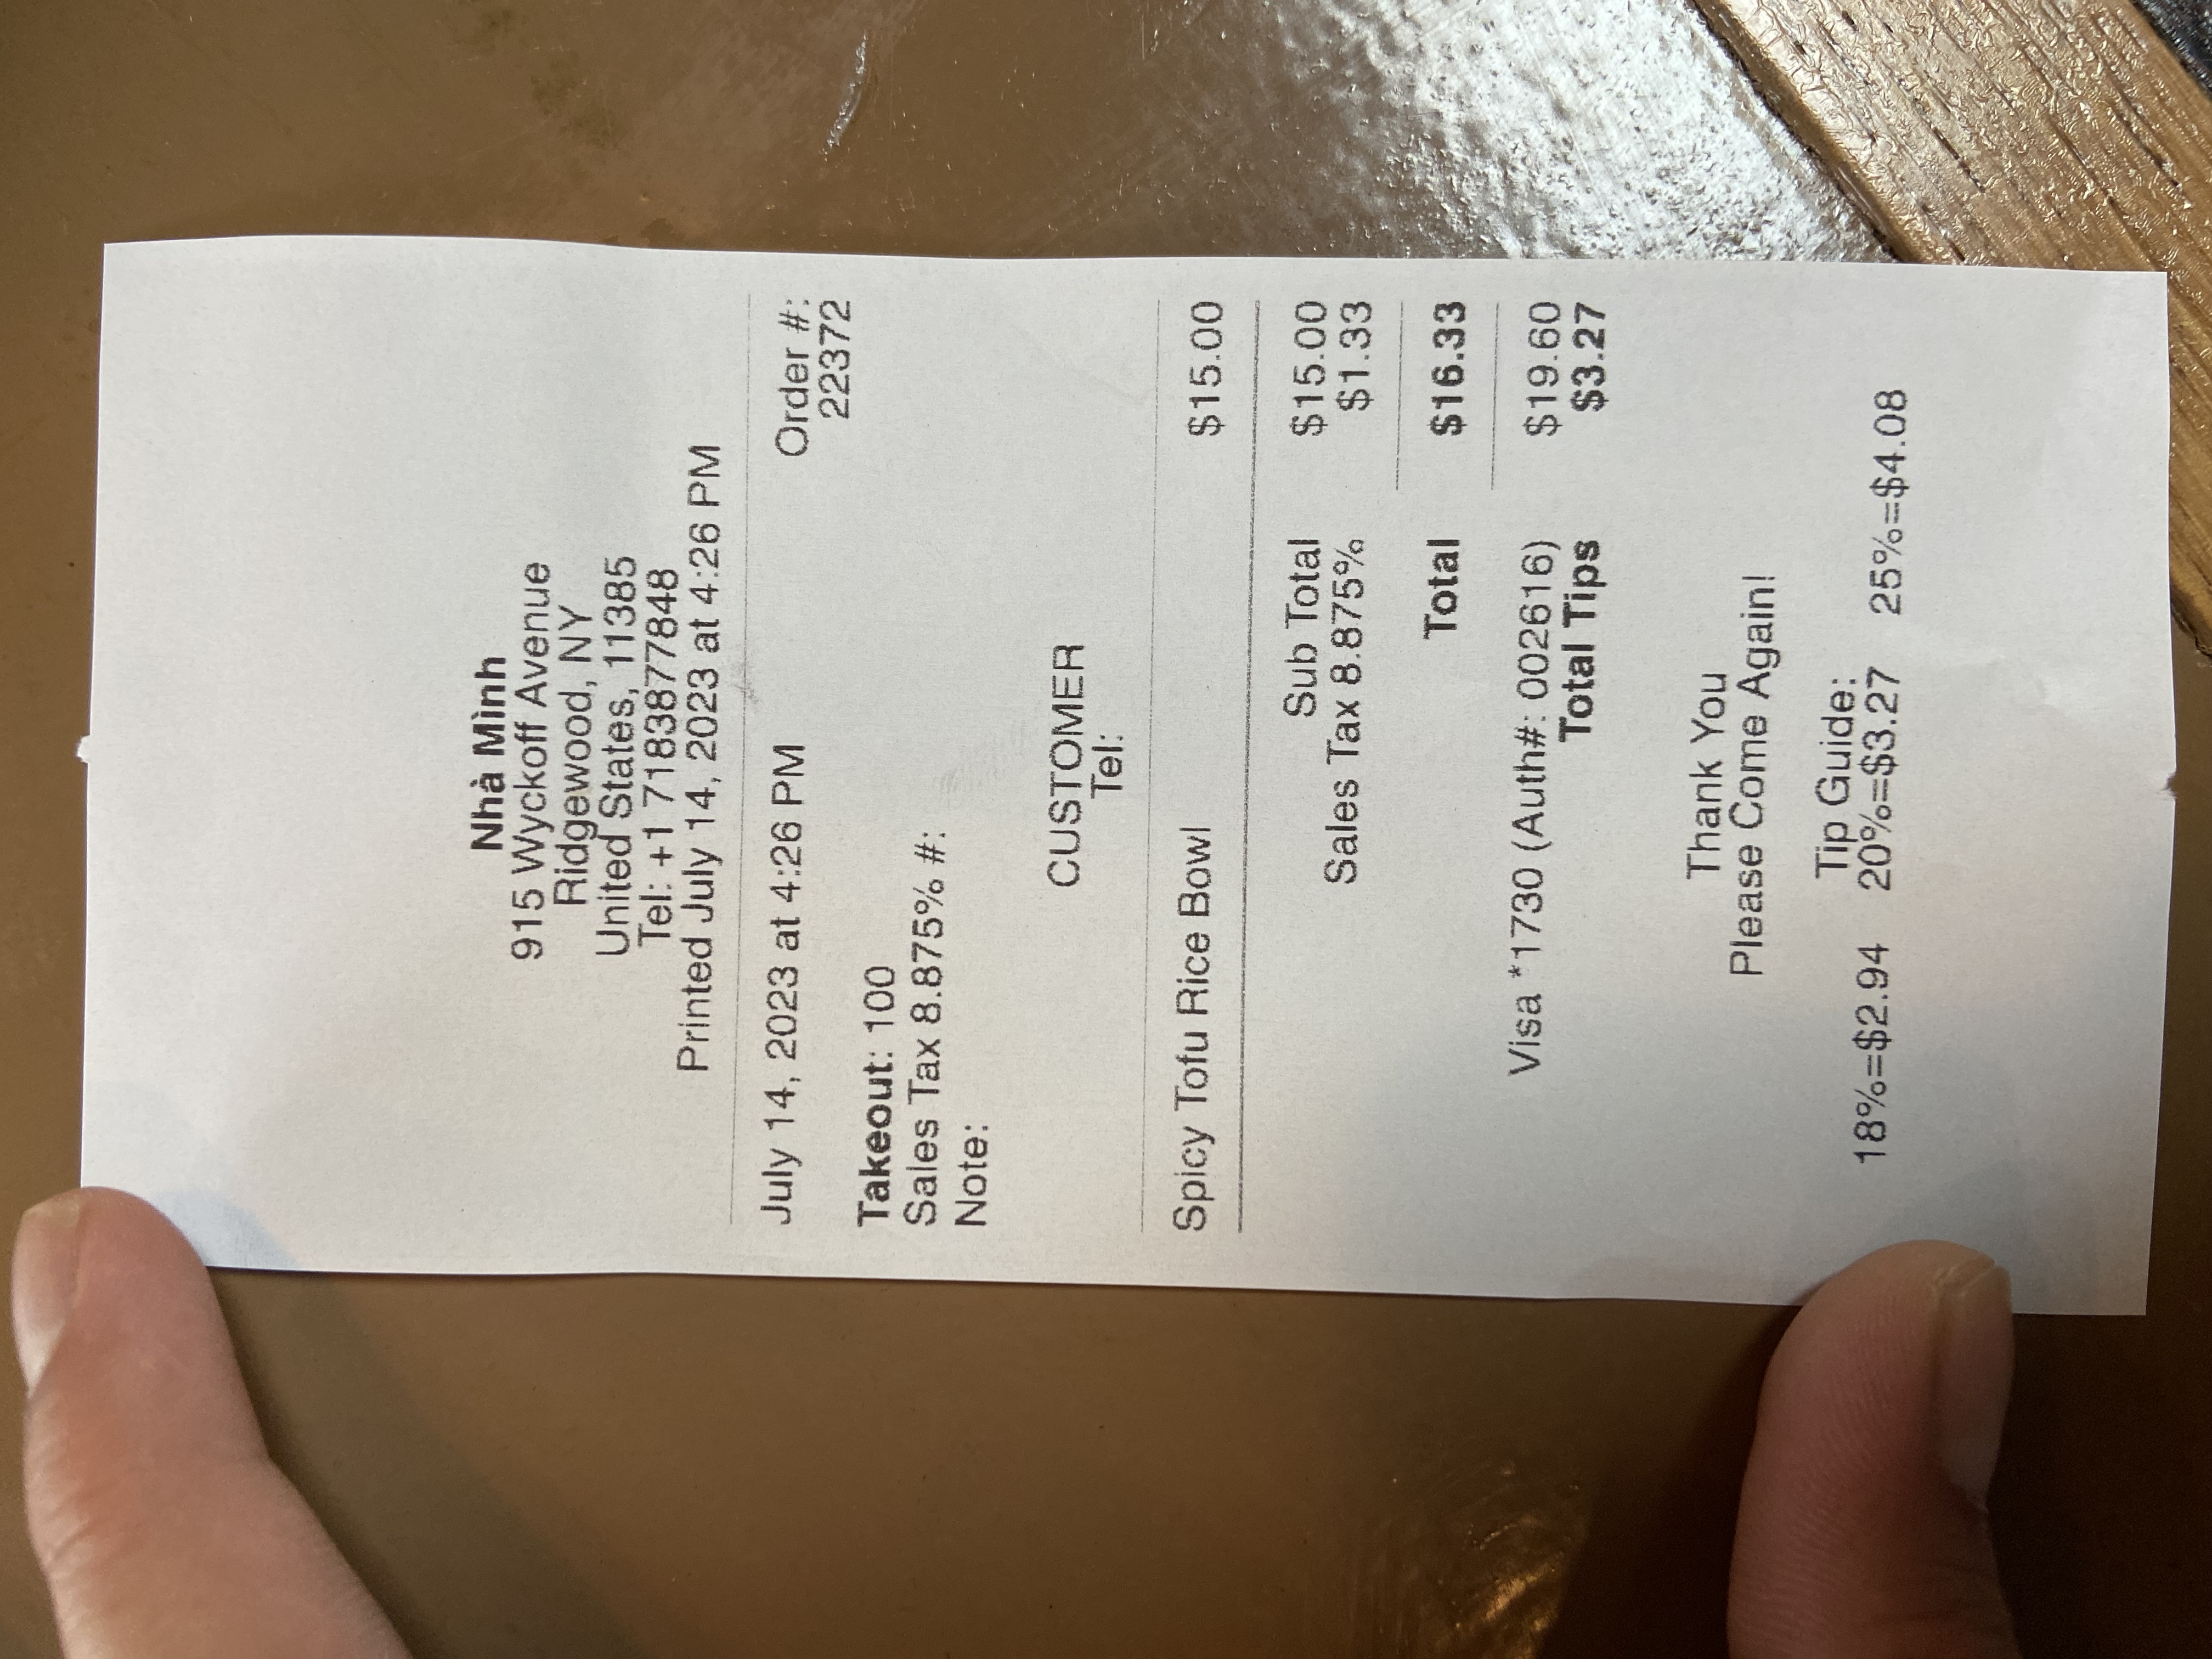 Nhà Mình
915 Wyckoff Avenue
Ridgewood, NY
United States, 11385
Tel: +1 7183877848
Printed July 14, 2023 at 4:26 PM
July 14, 2023 at 4:26 PM Order #:
22372
Takeout: 100
Sales Tax 8.875% #:
Note:
CUSTOMER
Tel:
Spicy Tofu Rice Bowl $15.00
Sub Total $15.00
Sales Tax 8.875% $1.33
Total $16.33
Visa *1730 (Auth#: 002616) $19.60
Total Tips $3.27
Thank You
Please Come Again!
Tip Guide:
18%=$2.94 20%=$3.27 25%=$4.08